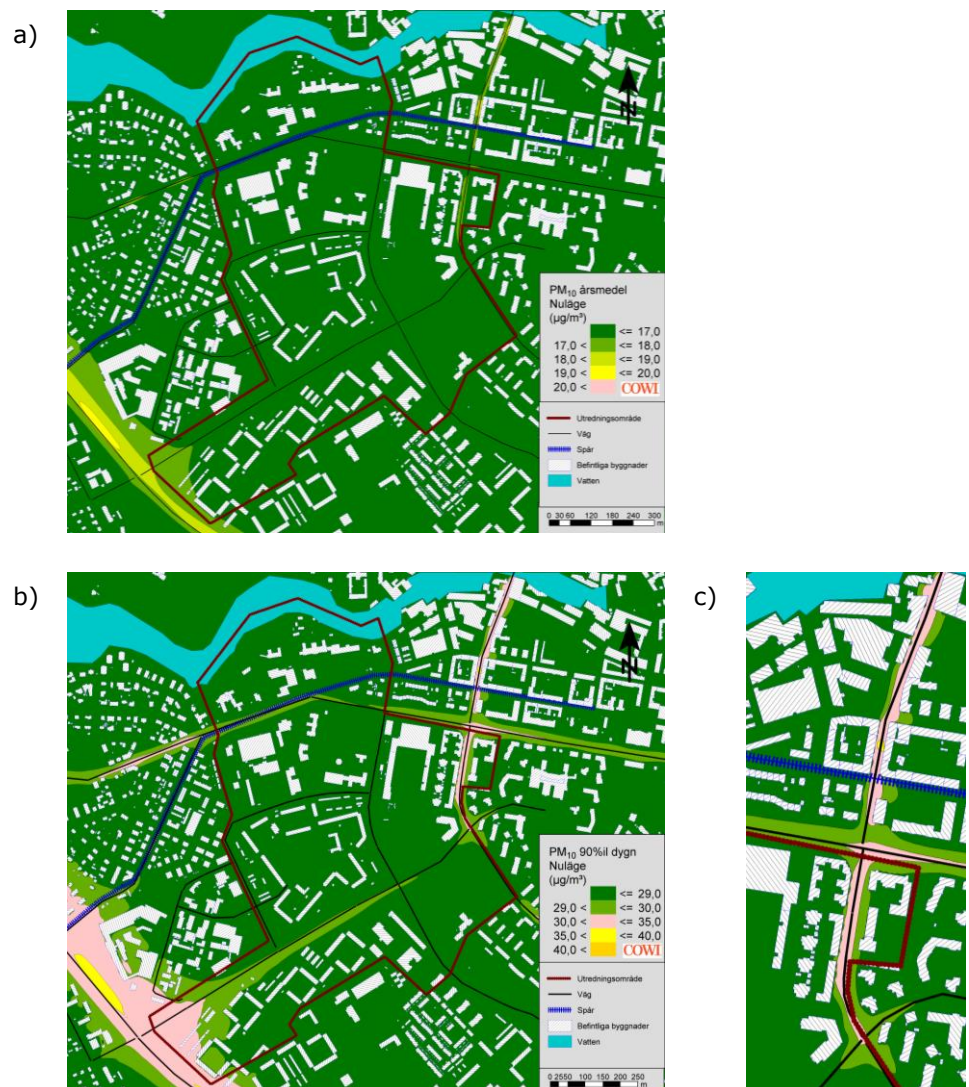 a)
N
PM₁₀ årsmedel
Nuläge
(µg/m³)
<= 17,0
17,0 < <= 18,0
18,0 < <= 19,0
19,0 < <= 20,0
20,0 < COWI
Utredningsområde
Väg
Spår
Befintliga byggnader
Vatten
0 30 60 120 180 240 300
m
b)
N
PM₁₀ 90%il dygn
Nuläge
(µg/m³)
<= 29,0
29,0 < <= 30,0
30,0 < <= 35,0
35,0 < <= 40,0
40,0 < COWI
Utredningsområde
Väg
Spår
Befintliga byggnader
Vatten
0 25 50 100 150 200 250
m
c)